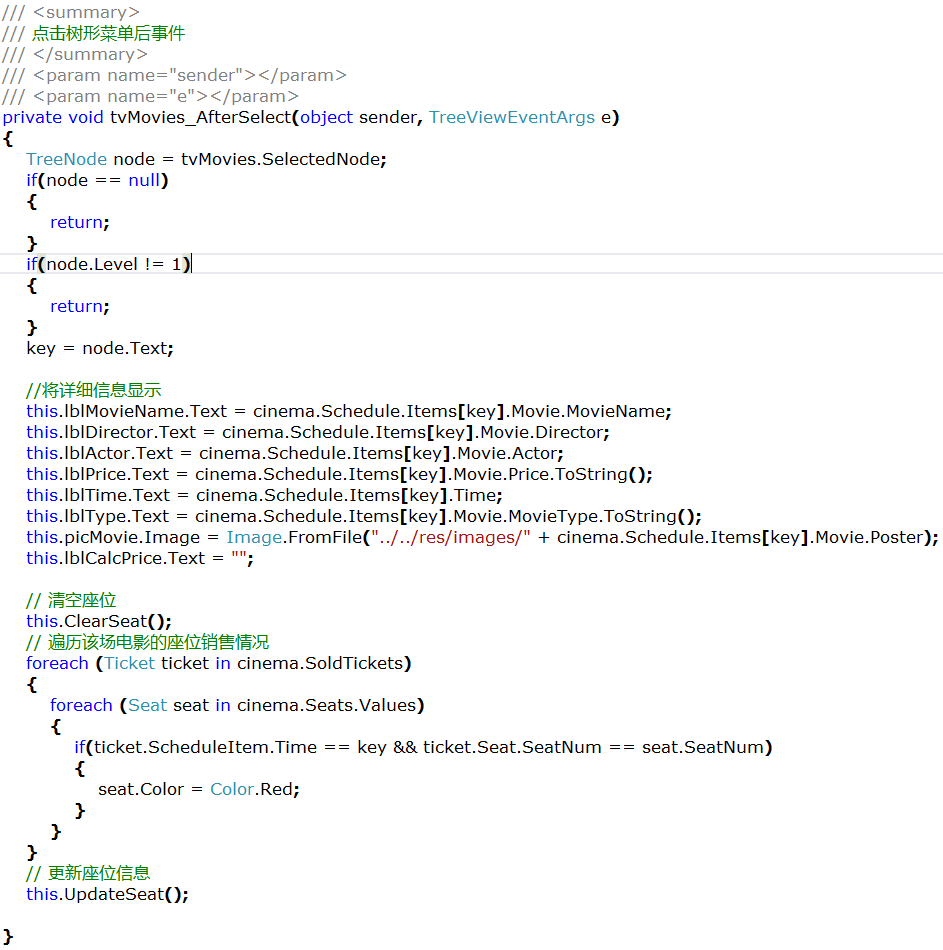 /// <summary>
/// 点击树形菜单后事件
/// </summary>
/// <param name="sender"></param>
/// <param name="e"></param>
private void tvMovies_AfterSelect(object sender, TreeViewEventArgs e)
{
    TreeNode node = tvMovies.SelectedNode;
    if(node == null)
    {
        return;
    }
    if(node.Level != 1)
    {
        return;
    }
    key = node.Text;

    //将详细信息显示
    this.lblMovieName.Text = cinema.Schedule.Items[key].Movie.MovieName;
    this.lblDirector.Text = cinema.Schedule.Items[key].Movie.Director;
    this.lblActor.Text = cinema.Schedule.Items[key].Movie.Actor;
    this.lblPrice.Text = cinema.Schedule.Items[key].Movie.Price.ToString();
    this.lblTime.Text = cinema.Schedule.Items[key].Time;
    this.lblType.Text = cinema.Schedule.Items[key].Movie.MovieType.ToString();
    this.picMovie.Image = Image.FromFile("../../res/images/" + cinema.Schedule.Items[key].Movie.Poster);
    this.lblCalcPrice.Text = "";

    // 清空座位
    this.ClearSeat();
    // 遍历该场电影的座位销售情况
    foreach (Ticket ticket in cinema.SoldTickets)
    {
        foreach (Seat seat in cinema.Seats.Values)
        {
            if(ticket.ScheduleItem.Time == key && ticket.Seat.SeatNum == seat.SeatNum)
            {
                seat.Color = Color.Red;
            }
        }
    }
    // 更新座位信息
    this.UpdateSeat();

}